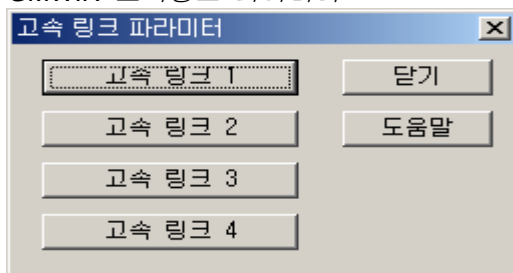 고속 링크 파라미터
고속 링크 1
닫기
고속 링크 2
도움말
고속 링크 3
고속 링크 4